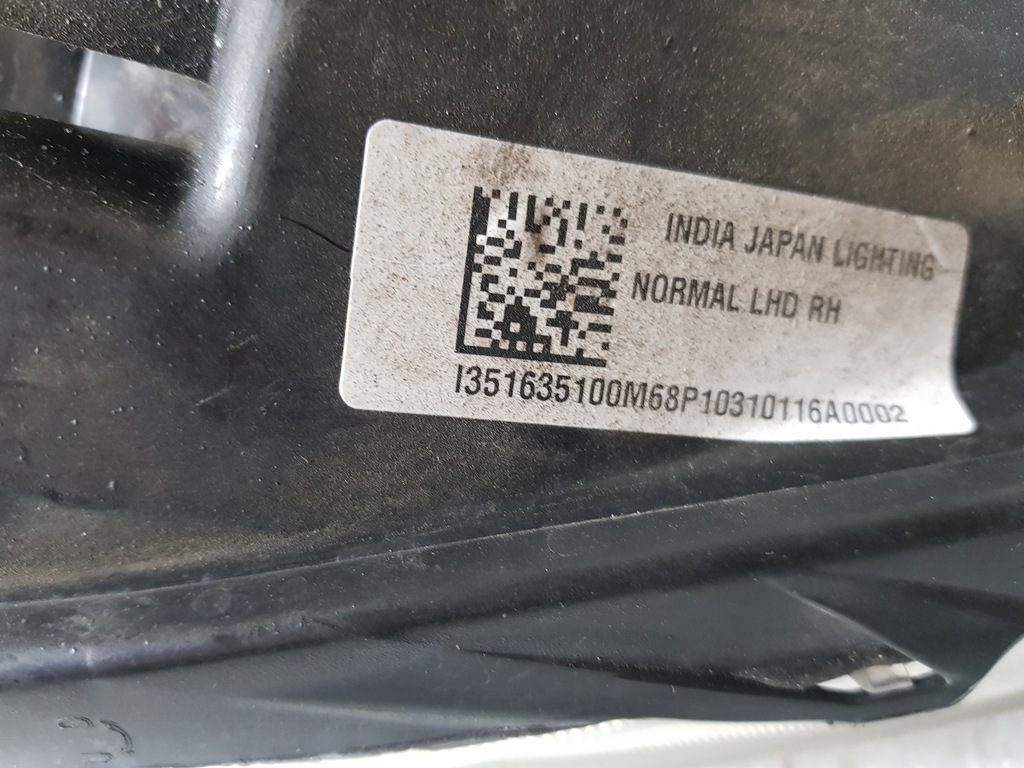 INDIA JAPAN LIGHTING
NORMAL LHD RH
I351635100M68P10310116A0002